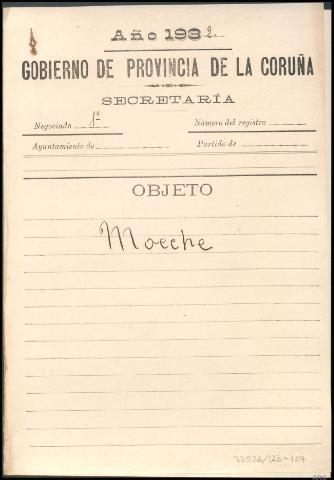 Año 1932
GOBIERNO DE PROVINCIA DE LA CORUÑA
SECRETARÍA
Negociado 1º Número del registro
Ayuntamiento de Partido de
OBJETO
Moeche